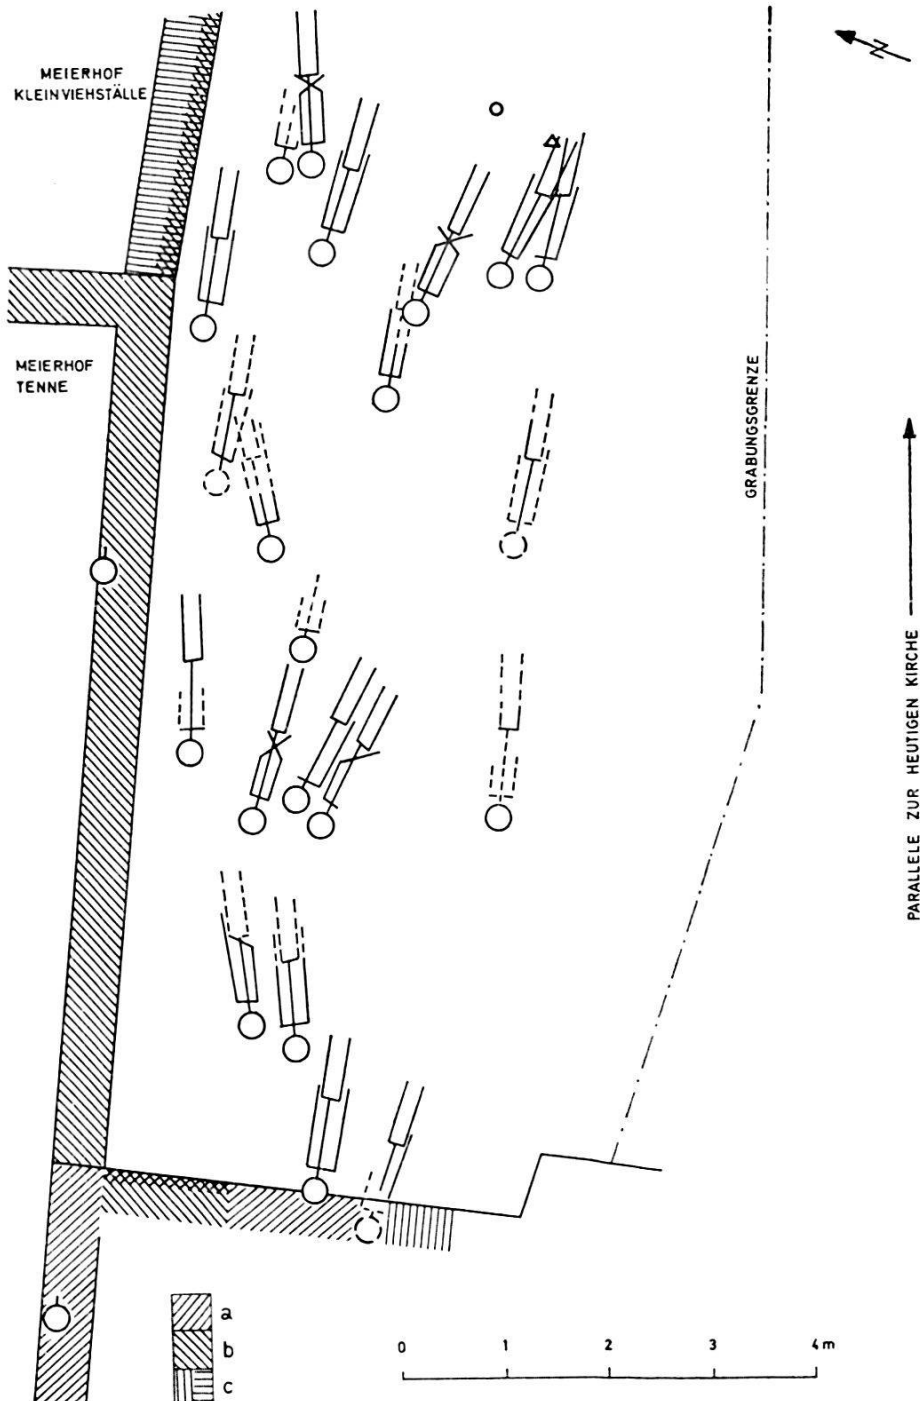 MEIERHOF
KLEINVIEHSTÄLLE
N
MEIERHOF
TENNE
GRABUNGSGRENZE
PARALLELE ZUR HEUTIGEN KIRCHE
a
b
c
0 1 2 3 4 m